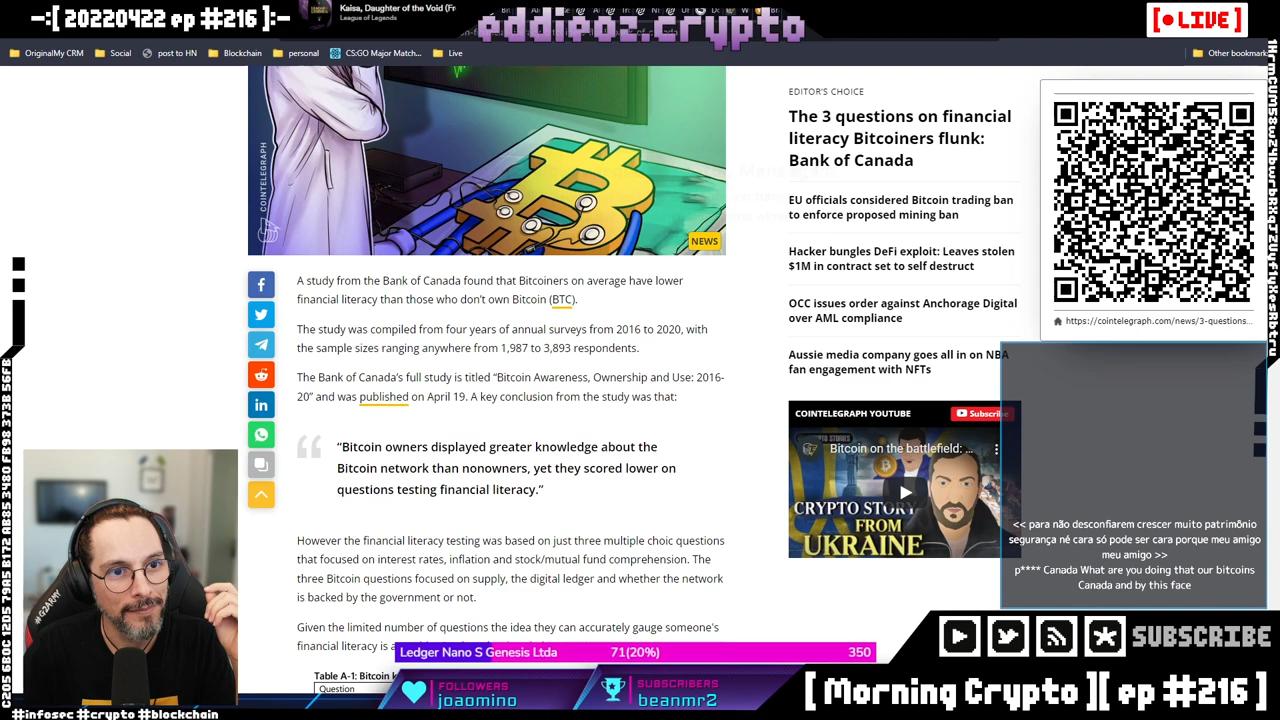 -:[ 20220422 ep #216 ]:-
Kaisa, Daughter of the Void (Fr
League of Legends
eddieoz.crypto
[● LIVE ]
OriginalMy CRM
Social
post to HN
Blockchain
personal
CS:GO Major Match...
Live
Other bookmark
COINTELEGRAPH
NEWS
A study from the Bank of Canada found that Bitcoiners on average have lower
financial literacy than those who don't own Bitcoin (BTC).
The study was compiled from four years of annual surveys from 2016 to 2020, with
the sample sizes ranging anywhere from 1,987 to 3,893 respondents.
The Bank of Canada's full study is titled “Bitcoin Awareness, Ownership and Use: 2016-
20” and was published on April 19. A key conclusion from the study was that:
“Bitcoin owners displayed greater knowledge about the
Bitcoin network than nonowners, yet they scored lower on
questions testing financial literacy.”
However the financial literacy testing was based on just three multiple choic questions
that focused on interest rates, inflation and stock/mutual fund comprehension. The
three Bitcoin questions focused on supply, the digital ledger and whether the network
is backed by the government or not.
Given the limited number of questions the idea they can accurately gauge someone's
financial literacy is a
Table A-1: Bitcoin k
Question
EDITOR'S CHOICE
The 3 questions on financial
literacy Bitcoiners flunk:
Bank of Canada
EU officials considered Bitcoin trading ban
to enforce proposed mining ban
Hacker bungles DeFi exploit: Leaves stolen
$1M in contract set to self destruct
OCC issues order against Anchorage Digital
over AML compliance
Aussie media company goes all in on NBA
fan engagement with NFTs
COINTELEGRAPH YOUTUBE
Subscribe
Bitcoin on the battlefield: ...
CRYPTO STORY
FROM
UKRAINE
https://cointelegraph.com/news/3-questions...
<< para não desconfiarem crescer muito patrimônio
segurança né cara só pode ser cara porque meu amigo
meu amigo >>
p**** Canada What are you doing that our bitcoins
Canada and by this face
#G2ARMY
Ledger Nano S Genesis Ltda
71(20%)
350
FOLLOWERS
joaomino
SUBSCRIBERS
beanmr2
SUBSCRIBE
[ Morning Crypto ][ ep #216 ]
#infosec #crypto #blockchain